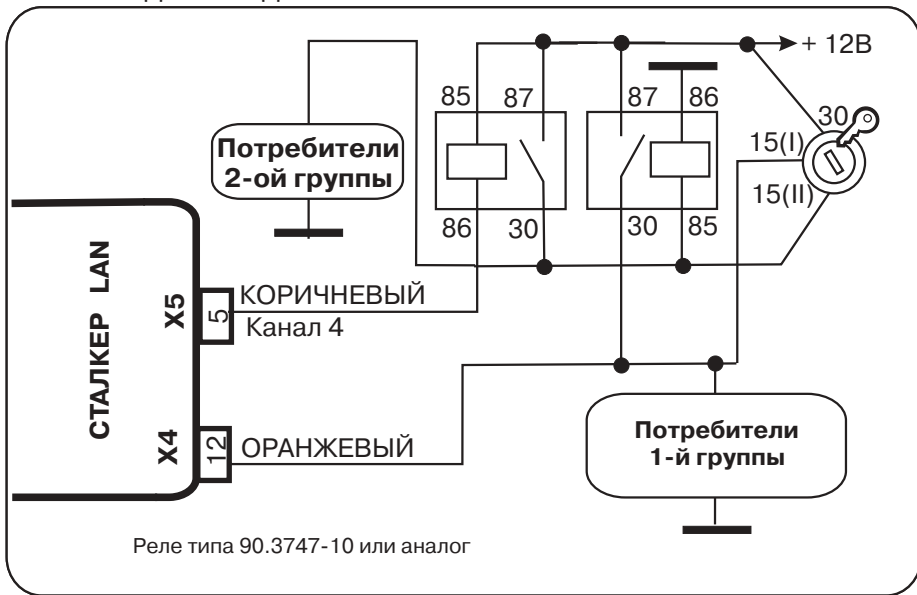 + 12В
85 87 87 86
30
15(I)
Потребители
2-ой группы
15(II)
86 30 30 85
СТАЛКЕР LAN
X5
5
КОРИЧНЕВЫЙ
Канал 4
X4
12
ОРАНЖЕВЫЙ
Потребители
1-й группы
Реле типа 90.3747-10 или аналог